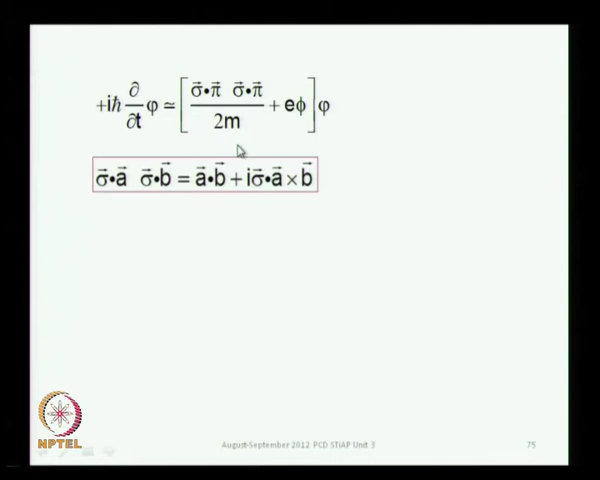 +iħ ∂/∂t φ ≃ [ σ⃗•π⃗ σ⃗•π⃗ / 2m + eϕ ] φ
σ⃗•a⃗ σ⃗•b⃗ = a⃗•b⃗ + iσ⃗•a⃗ × b⃗
NPTEL
August-September 2012 PCD STiAP Unit 3
75